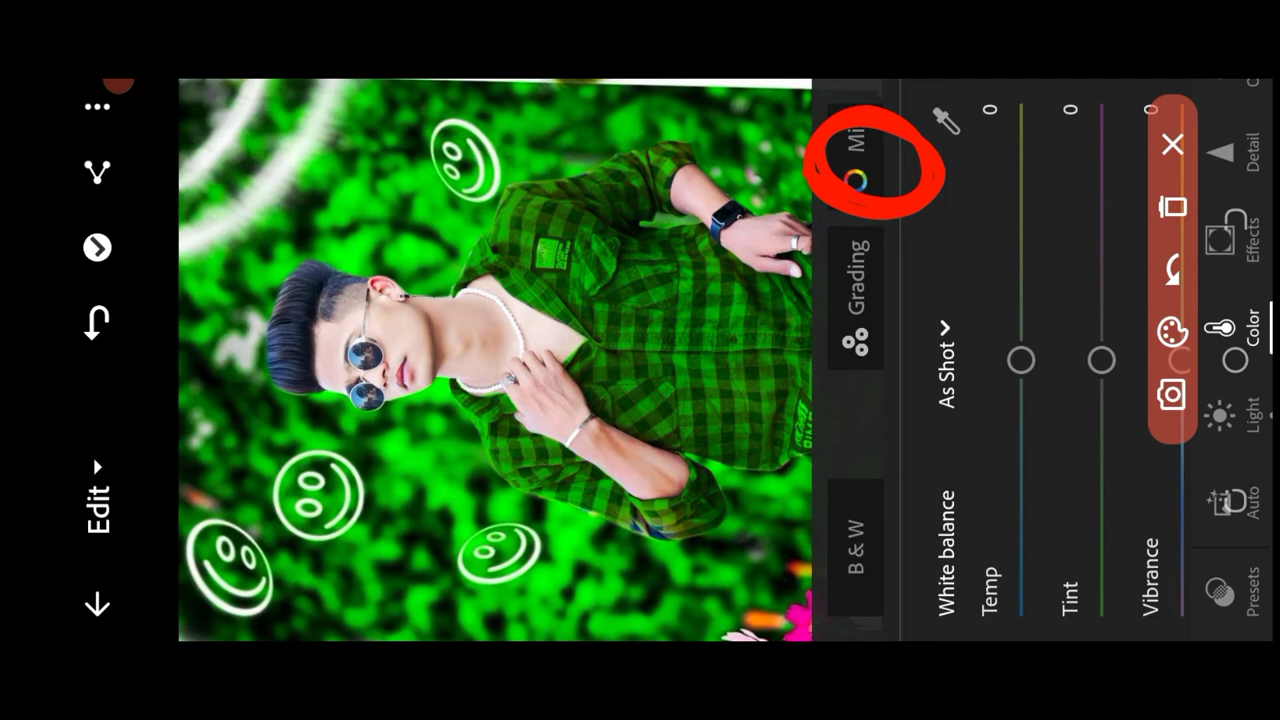 Edit
B & W
Grading
Mi
White balance
As Shot
Temp
0
Tint
0
Vibrance
0
Presets
Auto
Light
Color
Effects
Detail